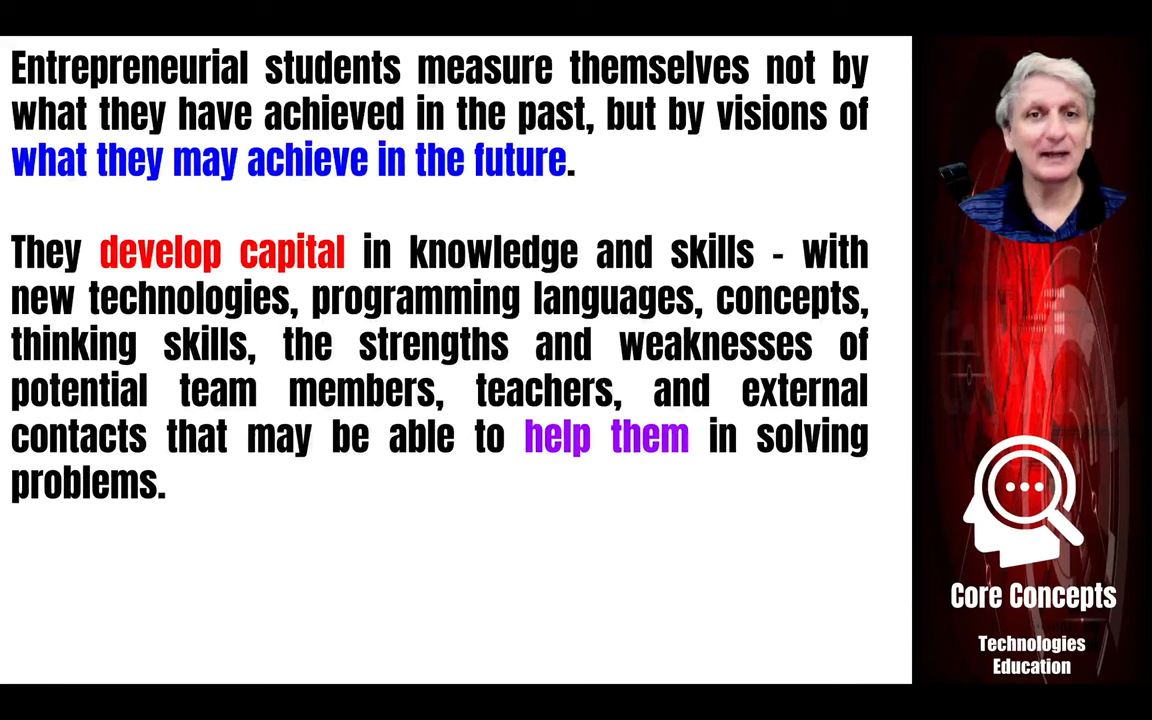 Entrepreneurial students measure themselves not by
what they have achieved in the past, but by visions of
what they may achieve in the future.
They develop capital in knowledge and skills - with
new technologies, programming languages, concepts,
thinking skills, the strengths and weaknesses of
potential team members, teachers, and external
contacts that may be able to help them in solving
problems.
Core Concepts
Technologies
Education